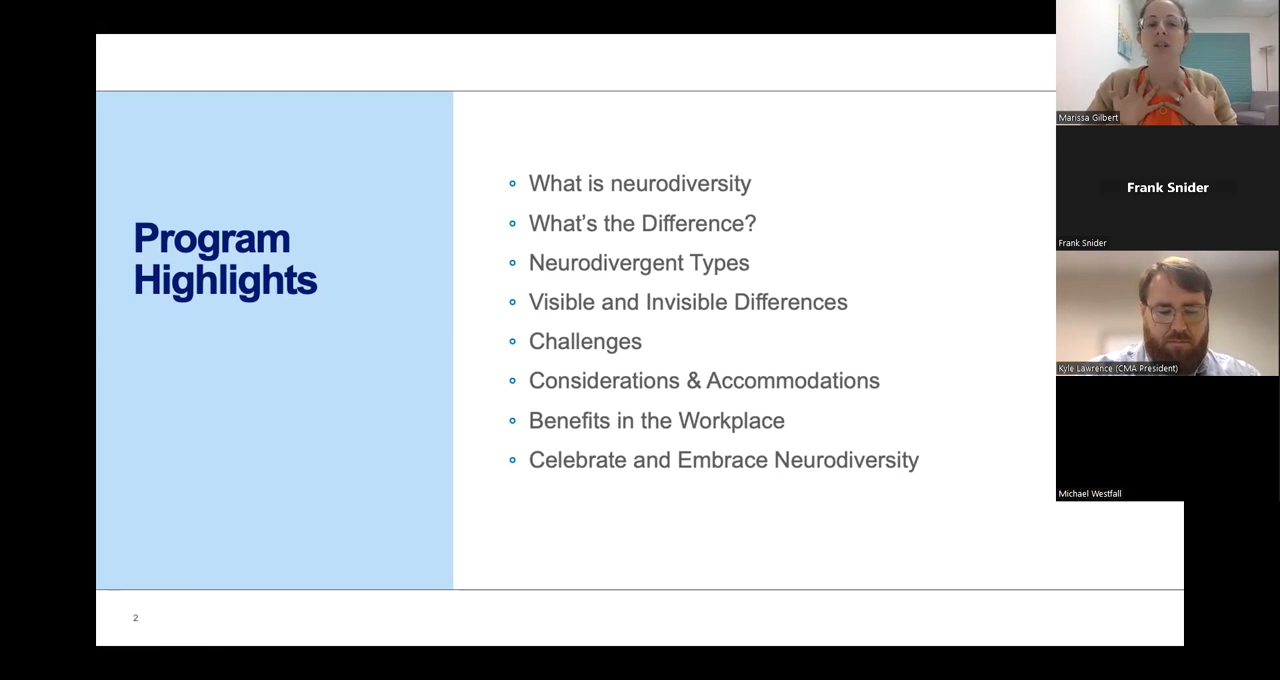 Program
Highlights
What is neurodiversity
What's the Difference?
Neurodivergent Types
Visible and Invisible Differences
Challenges
Considerations & Accommodations
Benefits in the Workplace
Celebrate and Embrace Neurodiversity
2
Marissa Gilbert
Frank Snider
Frank Snider
Kyle Lawrence (CMA President)
Michael Westfall